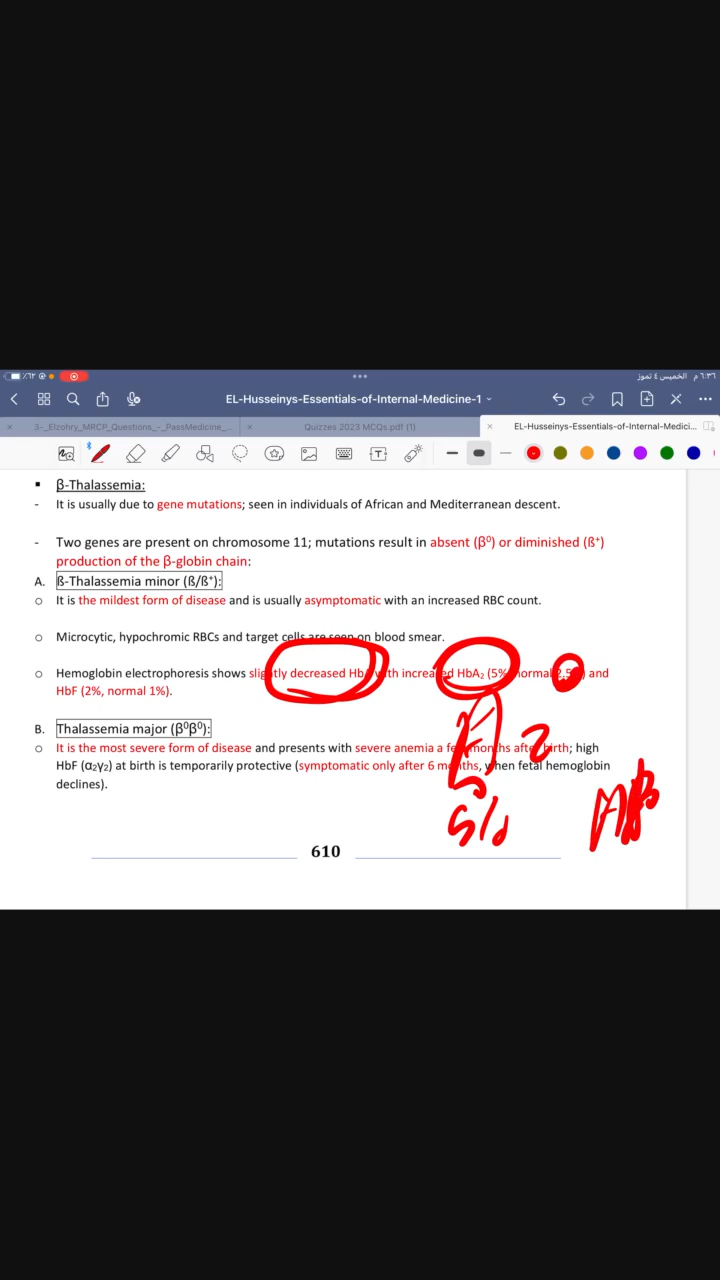 ٪٦٢
٦:٣٦ م الخميس ٤ تموز
EL-Husseinys-Essentials-of-Internal-Medicine-1
3-_Elzohry_MRCP_Questions_-_PassMedicine_...
Quizzes 2023 MCQs.pdf (1)
EL-Husseinys-Essentials-of-Internal-Medici...
▪ β-Thalassemia:
- It is usually due to gene mutations; seen in individuals of African and Mediterranean descent.
- Two genes are present on chromosome 11; mutations result in absent (β⁰) or diminished (ß⁺)
production of the β-globin chain:
A. ß-Thalassemia minor (ß/ß⁺):
o It is the mildest form of disease and is usually asymptomatic with an increased RBC count.
o Microcytic, hypochromic RBCs and target cells are seen on blood smear.
o Hemoglobin electrophoresis shows slightly decreased HbA with increased HbA₂ (5% normal 2.5%) and
HbF (2%, normal 1%).
B. Thalassemia major (β⁰β⁰):
o It is the most severe form of disease and presents with severe anemia a few months after birth; high
HbF (α₂γ₂) at birth is temporarily protective (symptomatic only after 6 months, when fetal hemoglobin
declines).
2
610